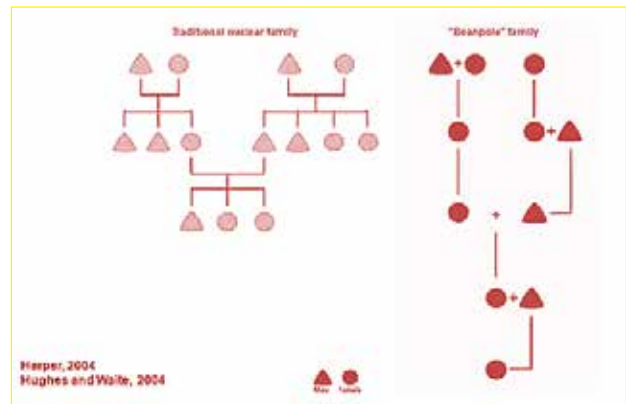 Traditional nuclear family
"Beanpole" family
Harper, 2004
Hughes and Waite, 2004
Male Female